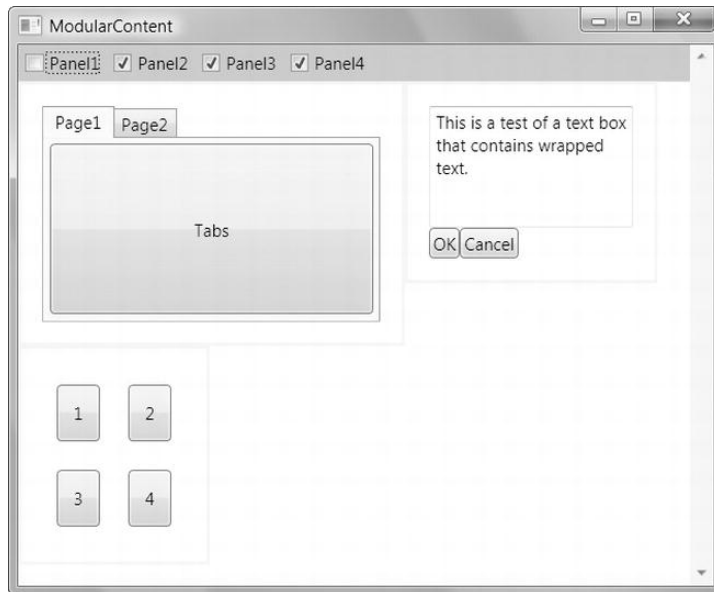 ModularContent
Panel1 Panel2 Panel3 Panel4
Page1 Page2
Tabs
This is a test of a text box
that contains wrapped
text.
OK Cancel
1 2
3 4